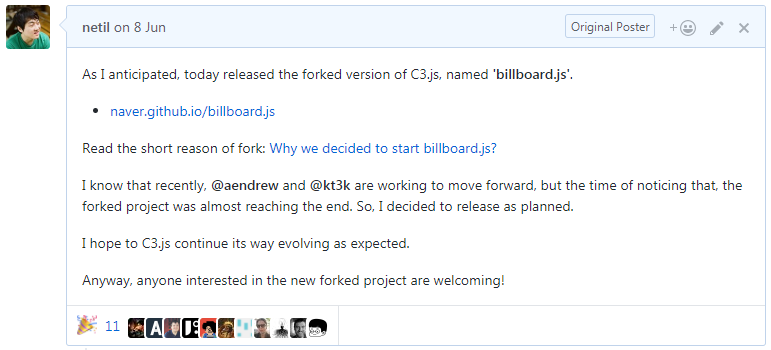 netil on 8 Jun
Original Poster
As I anticipated, today released the forked version of C3.js, named 'billboard.js'.
naver.github.io/billboard.js
Read the short reason of fork: Why we decided to start billboard.js?
I know that recently, @aendrew and @kt3k are working to move forward, but the time of noticing that, the
forked project was almost reaching the end. So, I decided to release as planned.
I hope to C3.js continue its way evolving as expected.
Anyway, anyone interested in the new forked project are welcoming!
11